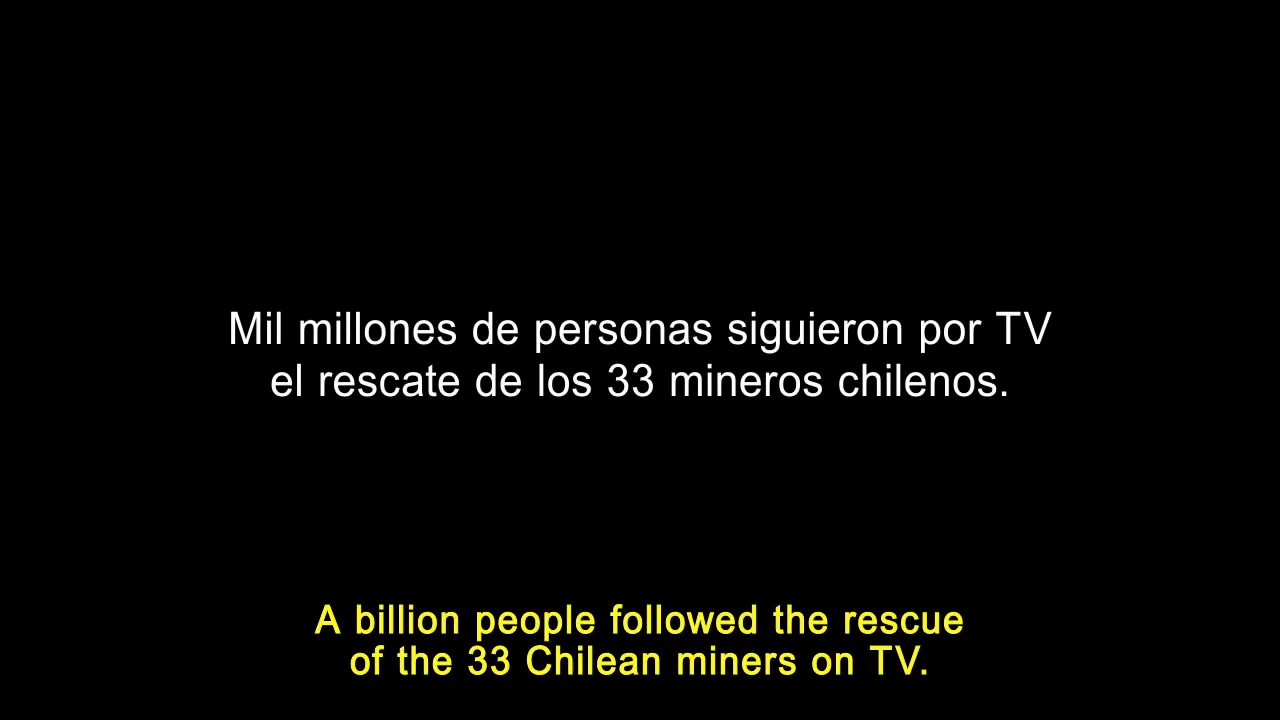 Mil millones de personas siguieron por TV
el rescate de los 33 mineros chilenos.
A billion people followed the rescue
of the 33 Chilean miners on TV.